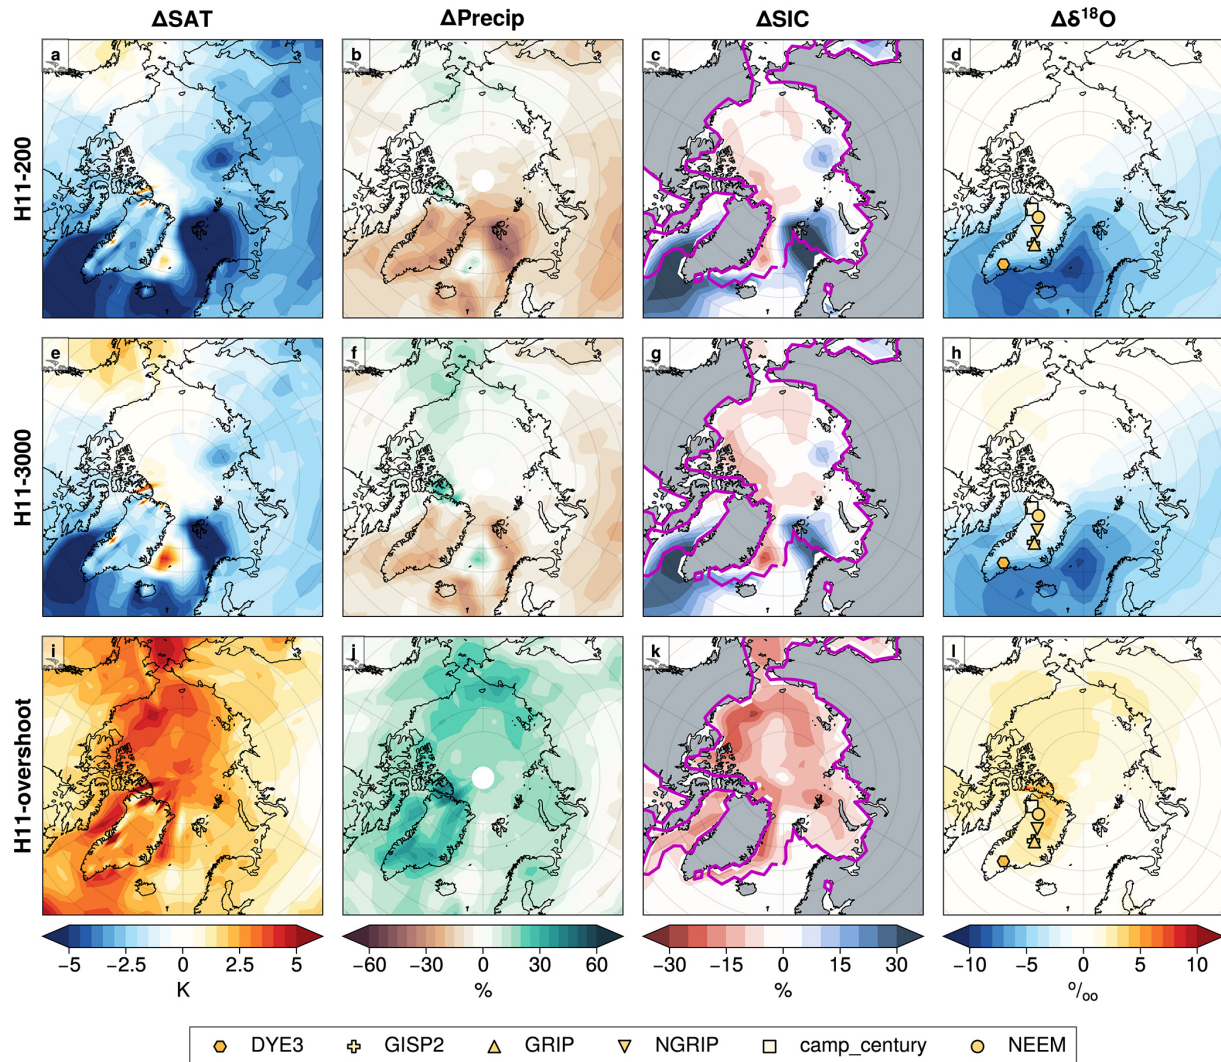 ΔSAT ΔPrecip ΔSIC Δδ¹⁸O
H11-200
a b c d
H11-3000
e f g h
H11-overshoot
i j k l
−5 −2.5 0 2.5 5
K
−60 −30 0 30 60
%
−30 −15 0 15 30
%
−10 −5 0 5 10
o/oo
DYE3 GISP2 GRIP NGRIP camp_century NEEM